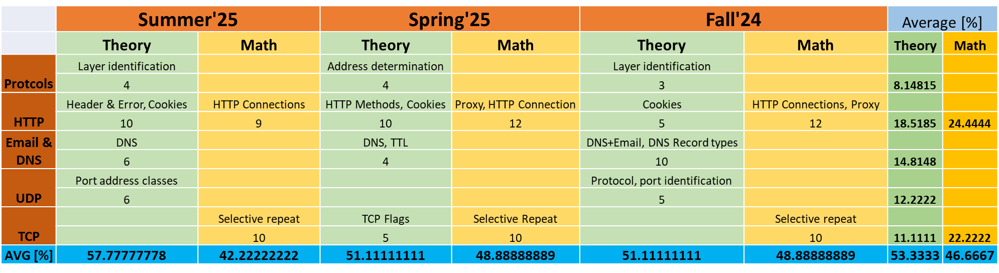 Summer'25 Spring'25 Fall'24 Average [%]
Theory Math Theory Math Theory Math Theory Math
Layer identification Address determination Layer identification
Protcols 4 4 3 8.14815
Header & Error, Cookies HTTP Connections HTTP Methods, Cookies Proxy, HTTP Connection Cookies HTTP Connections, Proxy
HTTP 10 9 10 12 5 12 18.5185 24.4444
Email & DNS DNS, TTL DNS+Email, DNS Record types
DNS 6 4 10 14.8148
Port address classes Protocol, port identification
UDP 6 5 12.2222
Selective repeat TCP Flags Selective Repeat Selective repeat
TCP 10 5 10 10 11.1111 22.2222
AVG [%] 57.77777778 42.22222222 51.11111111 48.88888889 51.11111111 48.88888889 53.3333 46.6667